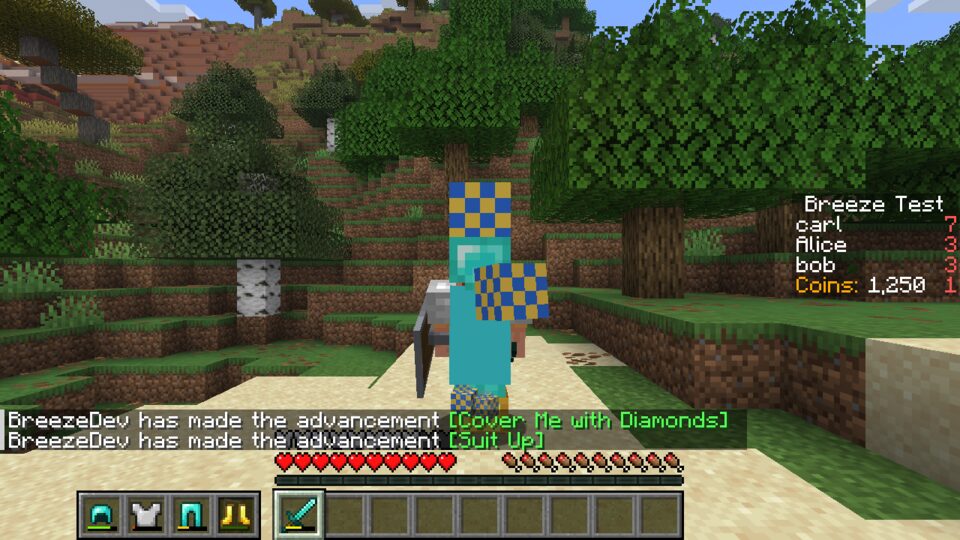 Breeze Test
carl 7
Alice 3
bob 3
Coins: 1,250 1
BreezeDev has made the advancement [Cover Me with Diamonds]
BreezeDev has made the advancement [Suit Up]